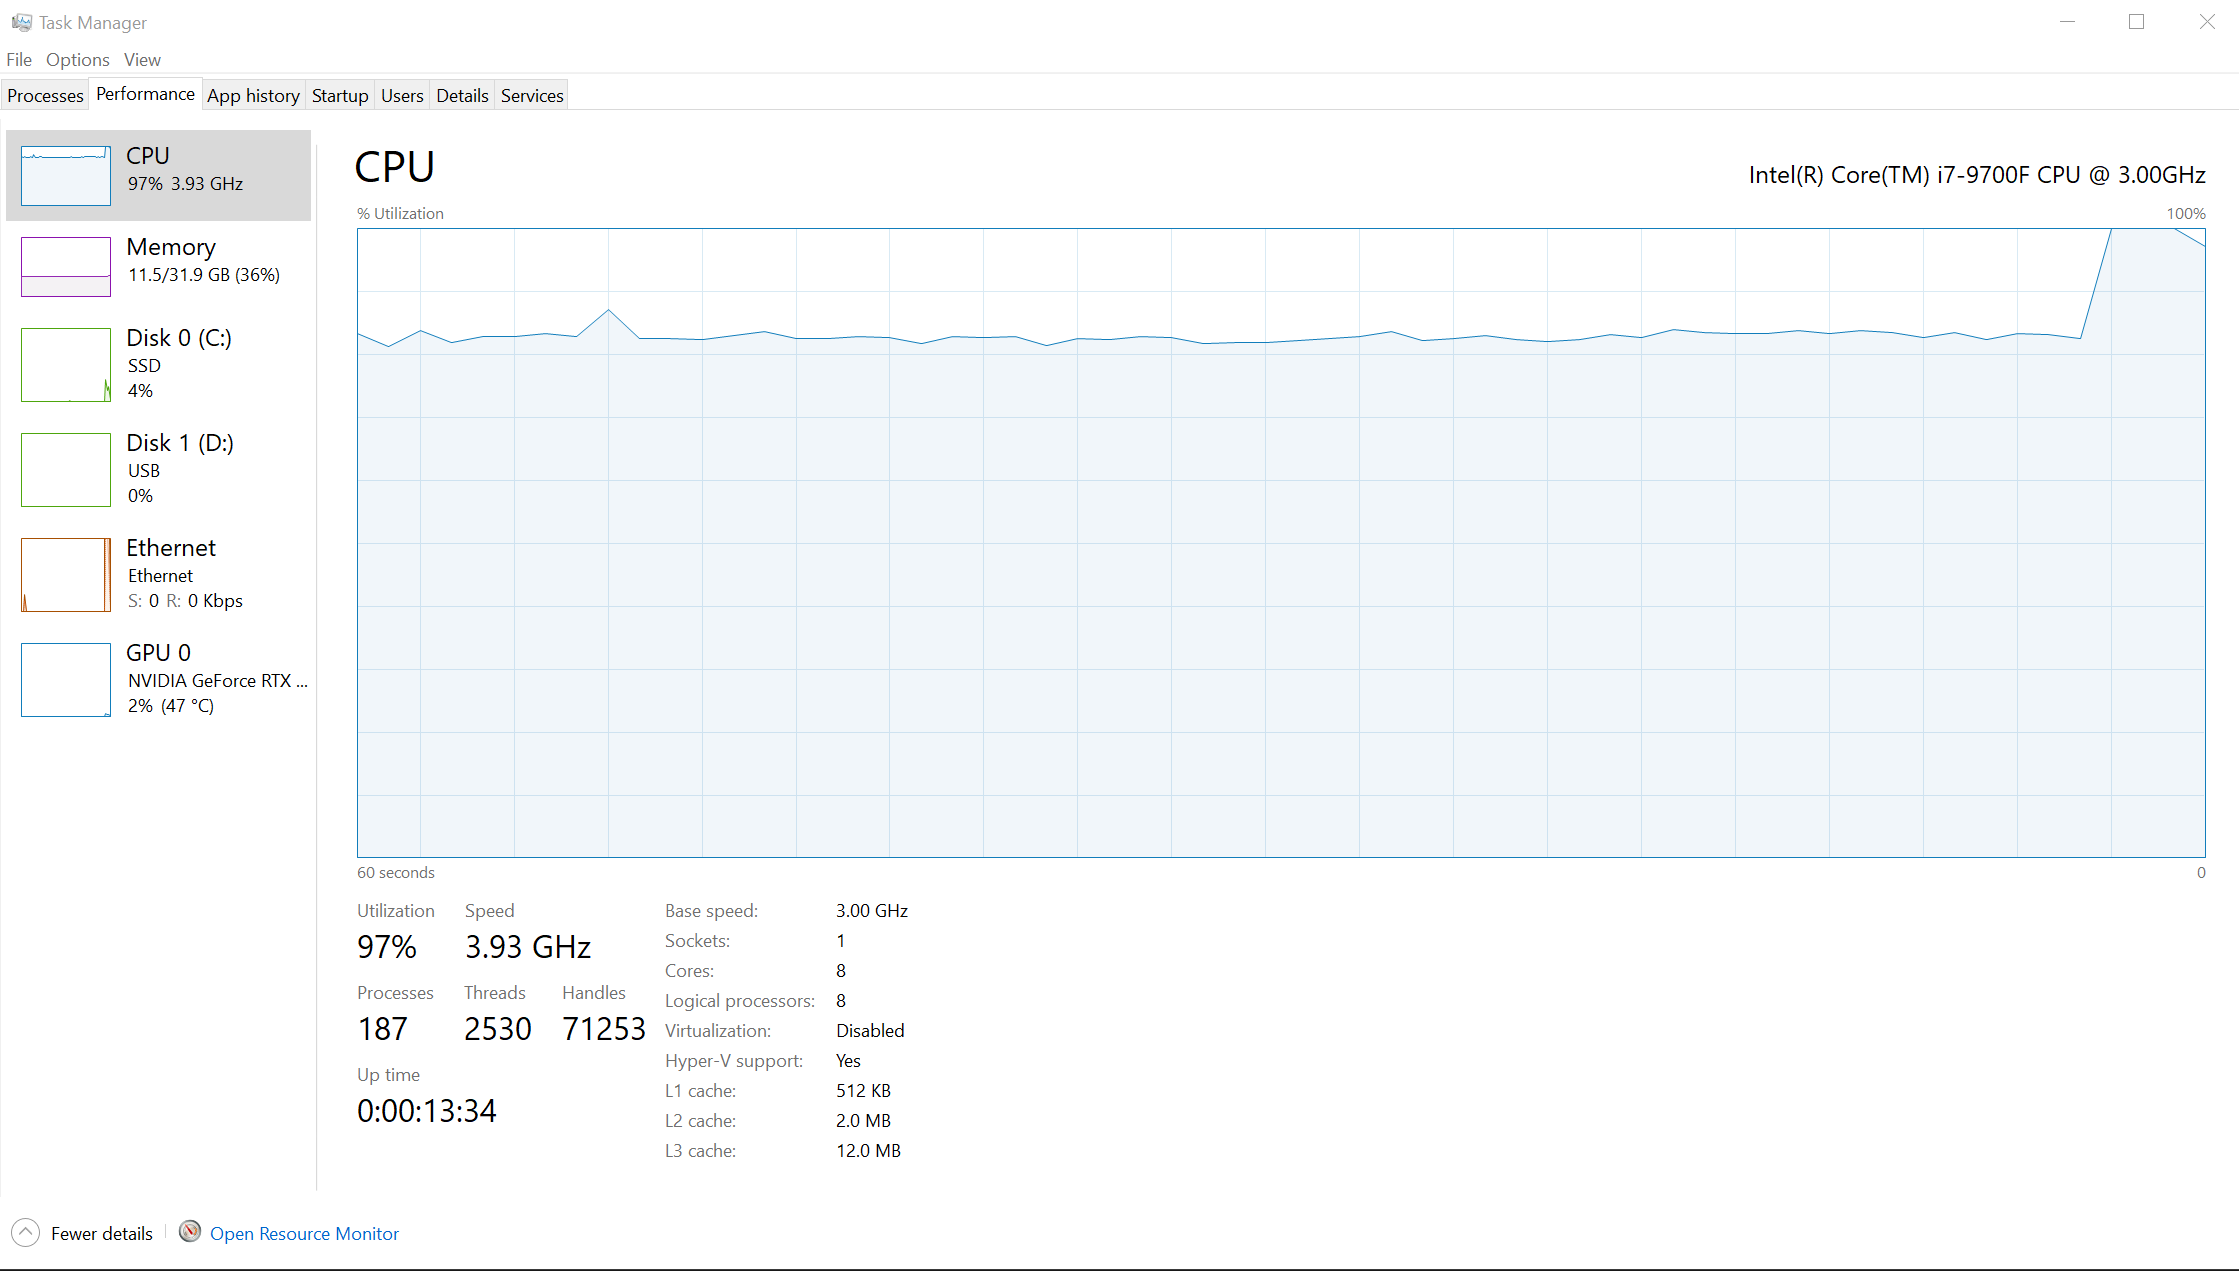 Task Manager
File Options View
Processes Performance App history Startup Users Details Services
CPU
97% 3.93 GHz
Memory
11.5/31.9 GB (36%)
Disk 0 (C:)
SSD
4%
Disk 1 (D:)
USB
0%
Ethernet
Ethernet
S: 0 R: 0 Kbps
GPU 0
NVIDIA GeForce RTX ...
2% (47 °C)
CPU
Intel(R) Core(TM) i7-9700F CPU @ 3.00GHz
% Utilization 100%
60 seconds 0
Utilization Speed
97% 3.93 GHz
Processes Threads Handles
187 2530 71253
Up time
0:00:13:34
Base speed: 3.00 GHz
Sockets: 1
Cores: 8
Logical processors: 8
Virtualization: Disabled
Hyper-V support: Yes
L1 cache: 512 KB
L2 cache: 2.0 MB
L3 cache: 12.0 MB
Fewer details Open Resource Monitor